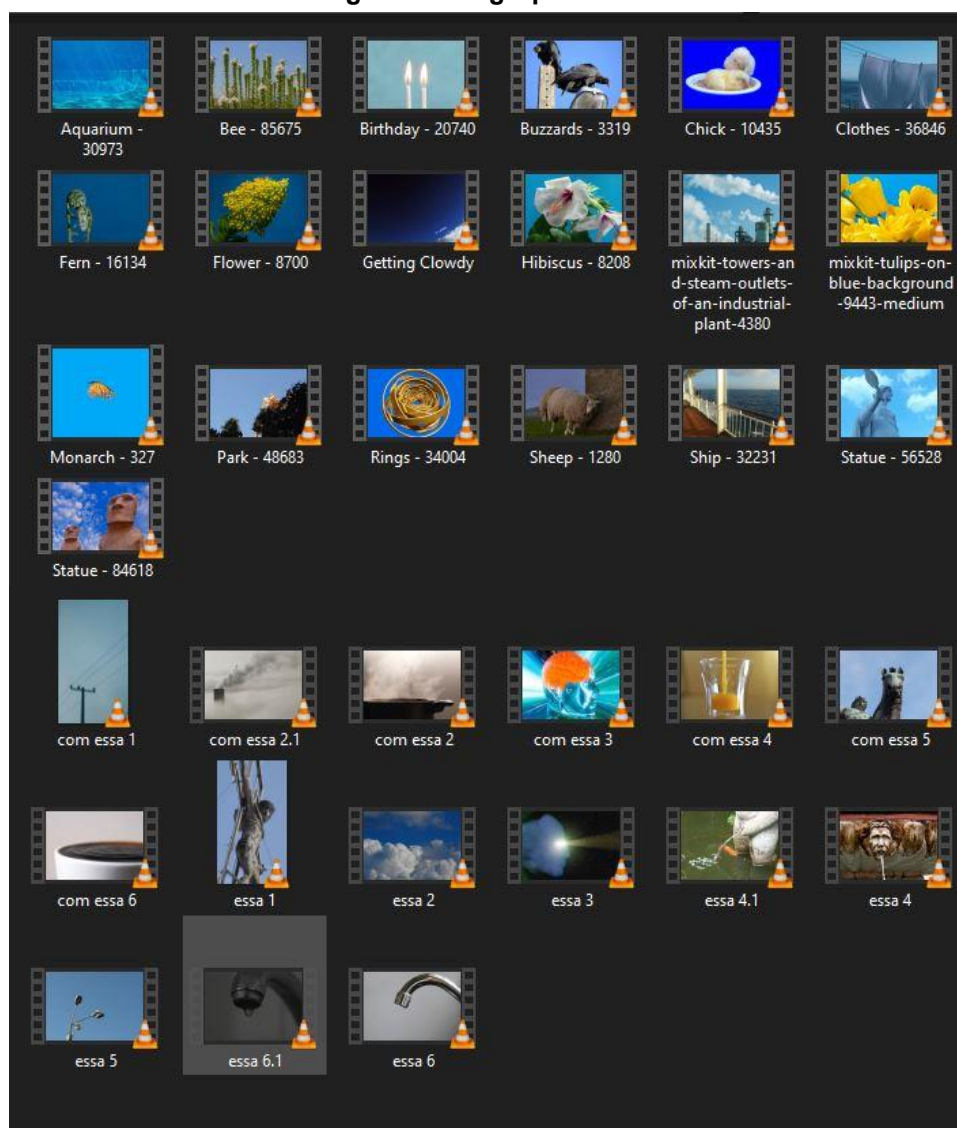 Aquarium - 30973
Bee - 85675
Birthday - 20740
Buzzards - 3319
Chick - 10435
Clothes - 36846
Fern - 16134
Flower - 8700
Getting Clowdy
Hibiscus - 8208
mixkit-towers-an
d-steam-outlets-
of-an-industrial-
plant-4380
mixkit-tulips-on-
blue-background
-9443-medium
Monarch - 327
Park - 48683
Rings - 34004
Sheep - 1280
Ship - 32231
Statue - 56528
Statue - 84618
com essa 1
com essa 2.1
com essa 2
com essa 3
com essa 4
com essa 5
com essa 6
essa 1
essa 2
essa 3
essa 4.1
essa 4
essa 5
essa 6.1
essa 6